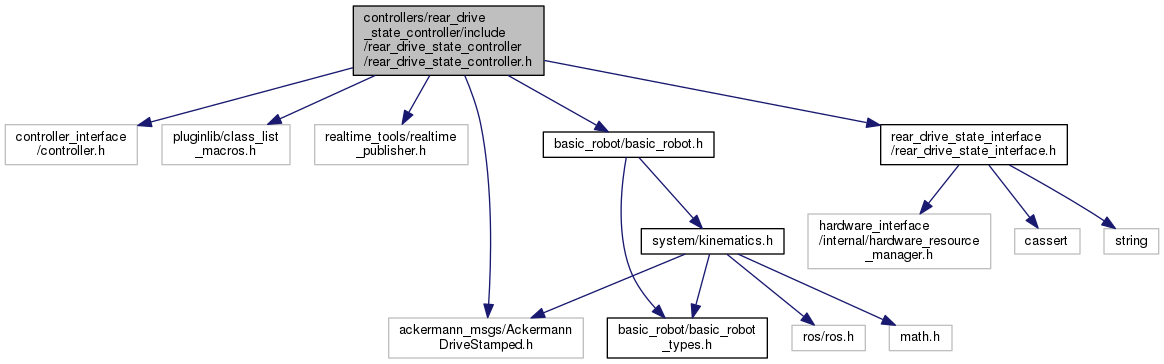 controllers/rear_drive
_state_controller/include
/rear_drive_state_controller
/rear_drive_state_controller.h
controller_interface
/controller.h
pluginlib/class_list
_macros.h
realtime_tools/realtime
_publisher.h
basic_robot/basic_robot.h
rear_drive_state_interface
/rear_drive_state_interface.h
system/kinematics.h
hardware_interface
/internal/hardware_resource
_manager.h
cassert
string
ackermann_msgs/Ackermann
DriveStamped.h
basic_robot/basic_robot
_types.h
ros/ros.h
math.h